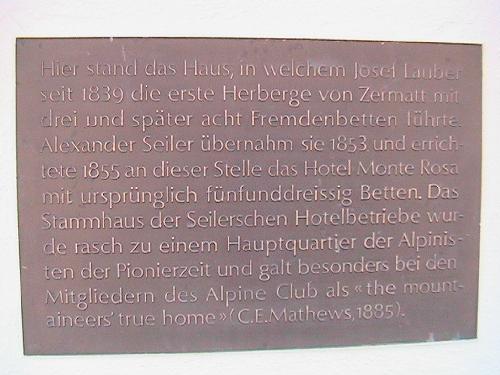 Hier stand das Haus, in welchem Josef Lauber
seit 1839 die erste Herberge von Zermatt mit
drei und später acht Fremdenbetten führte.
Alexander Seiler übernahm sie 1853 und errich-
tete 1855 an dieser Stelle das Hotel Monte Rosa
mit ursprünglich fünfunddreissig Betten. Das
Stammhaus der Seilerschen Hotelbetriebe wur-
de rasch zu einem Hauptquartier der Alpinis-
ten der Pionierzeit und galt besonders bei den
Mitgliedern des Alpine Club als «the mount-
aineers' true home» (C.E.Mathews, 1885).